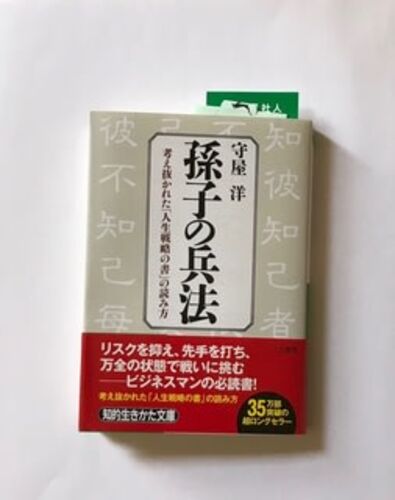 社人
守屋 洋
孫子の兵法
考え抜かれた「人生戦略の書」の読み方
知彼知己者
彼不知己每
リスクを抑え、先手を打ち、
万全の状態で戦いに挑む
――ビジネスマンの必読書!
考え抜かれた「人生戦略の書」の読み方
知的生きかた文庫
35万部
突破の
超ロングセラー